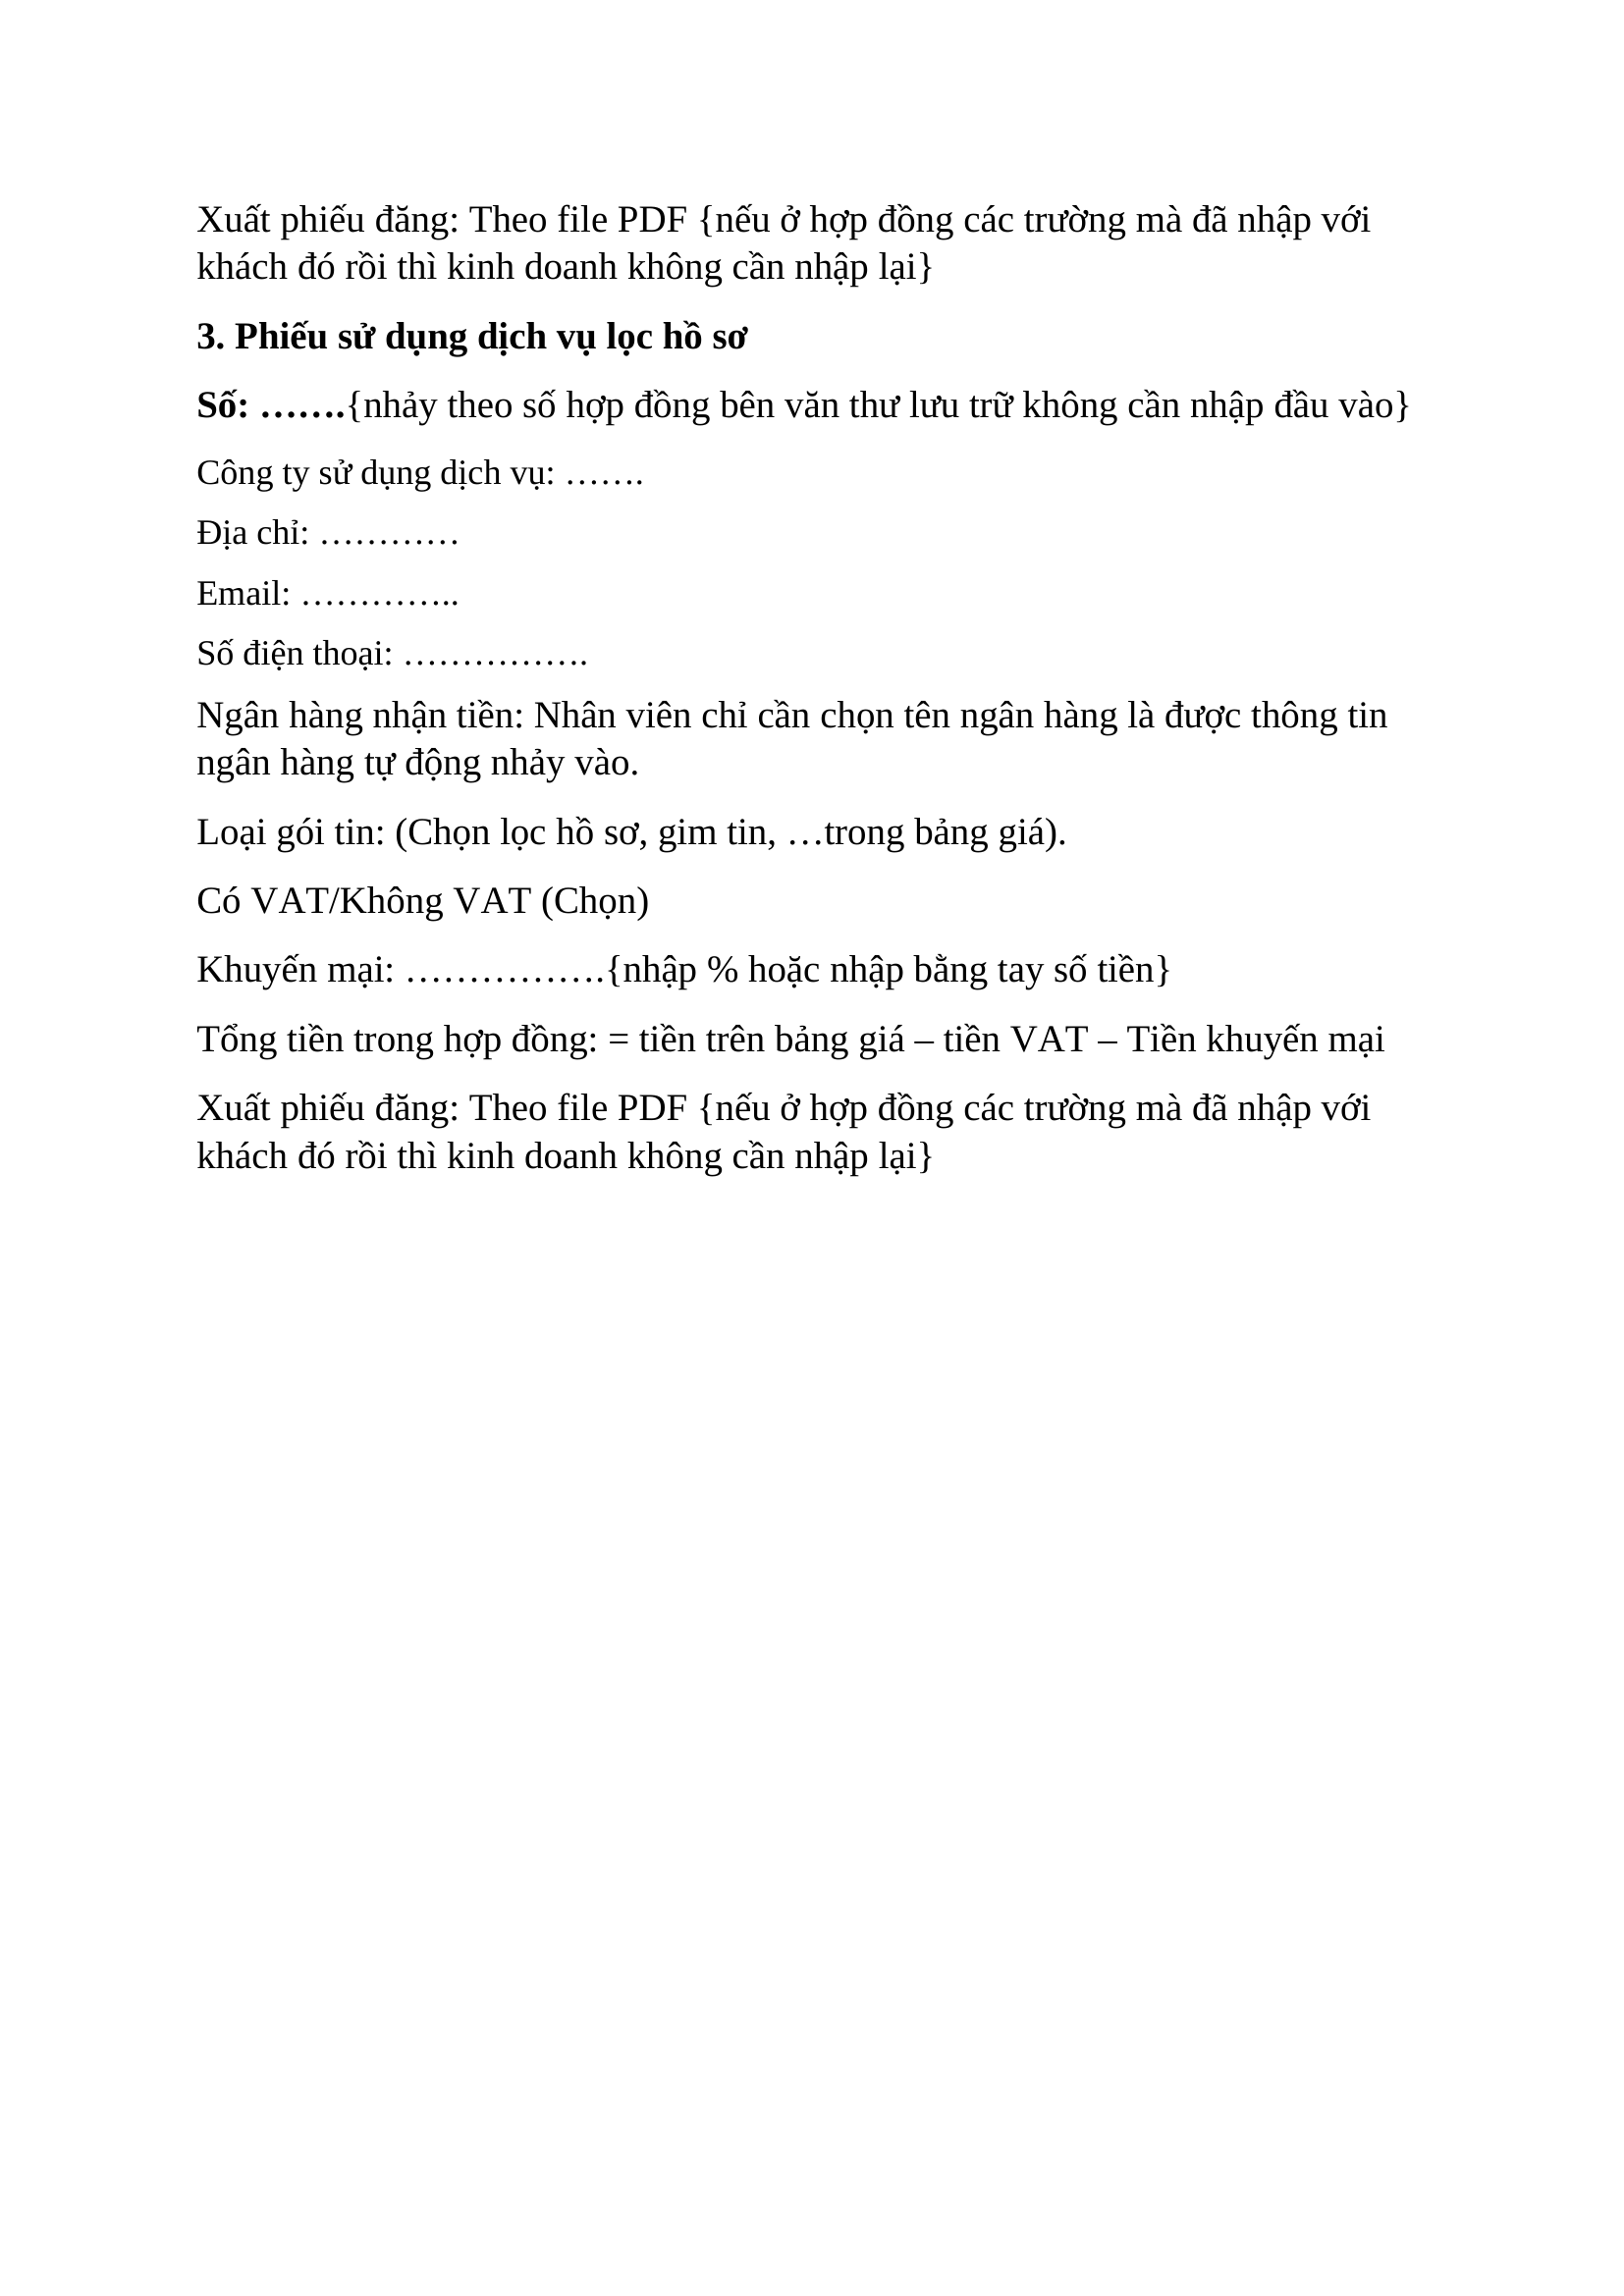 Xuất phiếu đăng: Theo file PDF {nếu ở hợp đồng các trường mà đã nhập với
khách đó rồi thì kinh doanh không cần nhập lại}
3. Phiếu sử dụng dịch vụ lọc hồ sơ
Số: …….{nhảy theo số hợp đồng bên văn thư lưu trữ không cần nhập đầu vào}
Công ty sử dụng dịch vụ: …….
Địa chỉ: …………
Email: …………..
Số điện thoại: …………….
Ngân hàng nhận tiền: Nhân viên chỉ cần chọn tên ngân hàng là được thông tin
ngân hàng tự động nhảy vào.
Loại gói tin: (Chọn lọc hồ sơ, gim tin, …trong bảng giá).
Có VAT/Không VAT (Chọn)
Khuyến mại: …………….{nhập % hoặc nhập bằng tay số tiền}
Tổng tiền trong hợp đồng: = tiền trên bảng giá – tiền VAT – Tiền khuyến mại
Xuất phiếu đăng: Theo file PDF {nếu ở hợp đồng các trường mà đã nhập với
khách đó rồi thì kinh doanh không cần nhập lại}